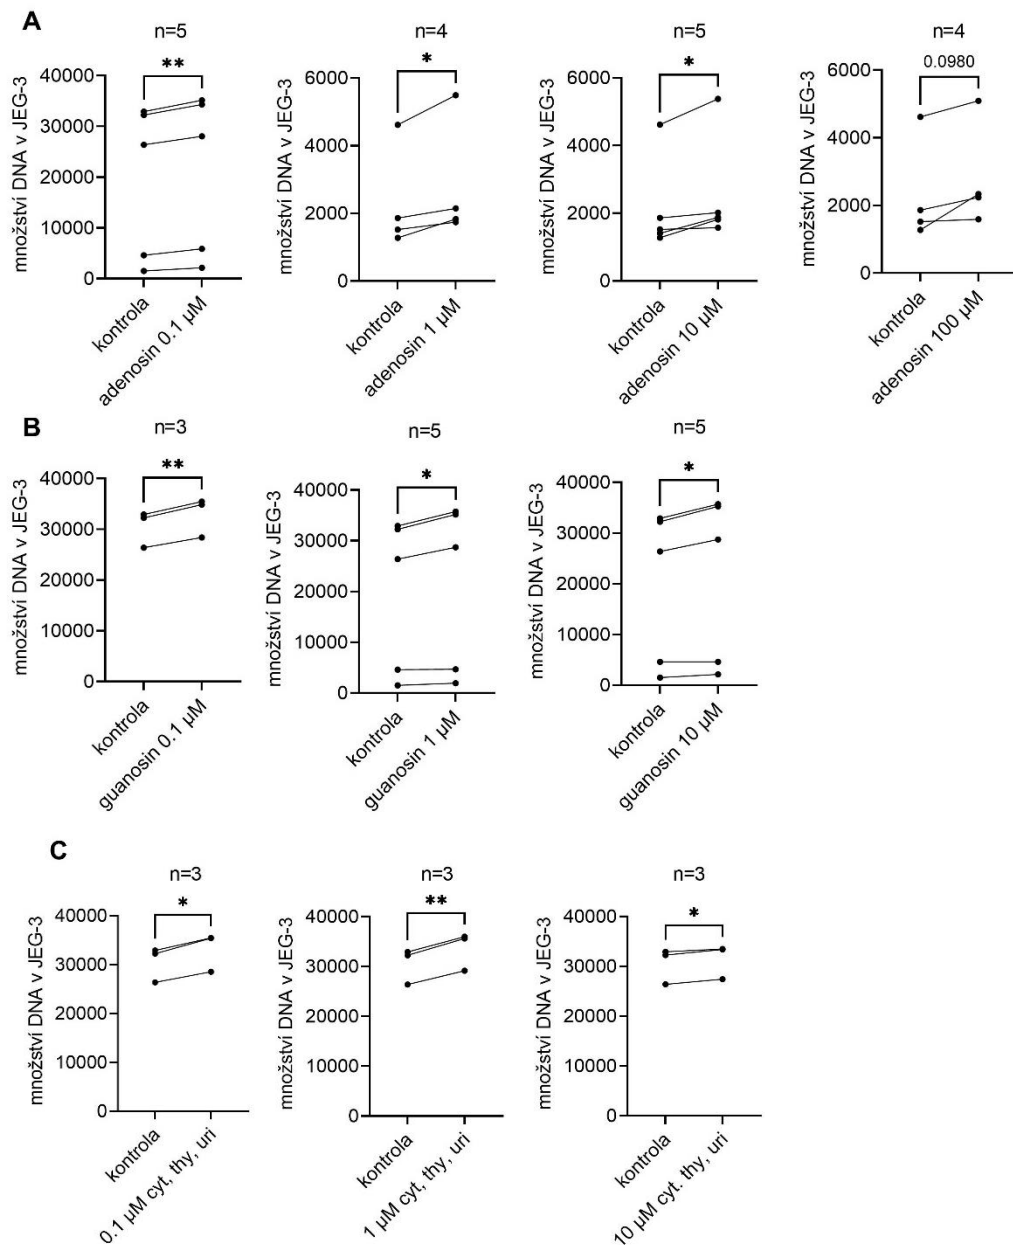 A
n=5
**
množství DNA v JEG-3
40000
30000
20000
10000
0
kontrola
adenosin 0.1 µM
n=4
*
množství DNA v JEG-3
6000
4000
2000
0
kontrola
adenosin 1 µM
n=5
*
množství DNA v JEG-3
6000
4000
2000
0
kontrola
adenosin 10 µM
n=4
0.0980
množství DNA v JEG-3
6000
4000
2000
0
kontrola
adenosin 100 µM
B
n=3
**
množství DNA v JEG-3
40000
30000
20000
10000
0
kontrola
guanosin 0.1 µM
n=5
*
množství DNA v JEG-3
40000
30000
20000
10000
0
kontrola
guanosin 1 µM
n=5
*
množství DNA v JEG-3
40000
30000
20000
10000
0
kontrola
guanosin 10 µM
C
n=3
*
množství DNA v JEG-3
40000
30000
20000
10000
0
kontrola
0.1 µM cyt, thy, uri
n=3
**
množství DNA v JEG-3
40000
30000
20000
10000
0
kontrola
1 µM cyt, thy, uri
n=3
*
množství DNA v JEG-3
40000
30000
20000
10000
0
kontrola
10 µM cyt. thy, uri